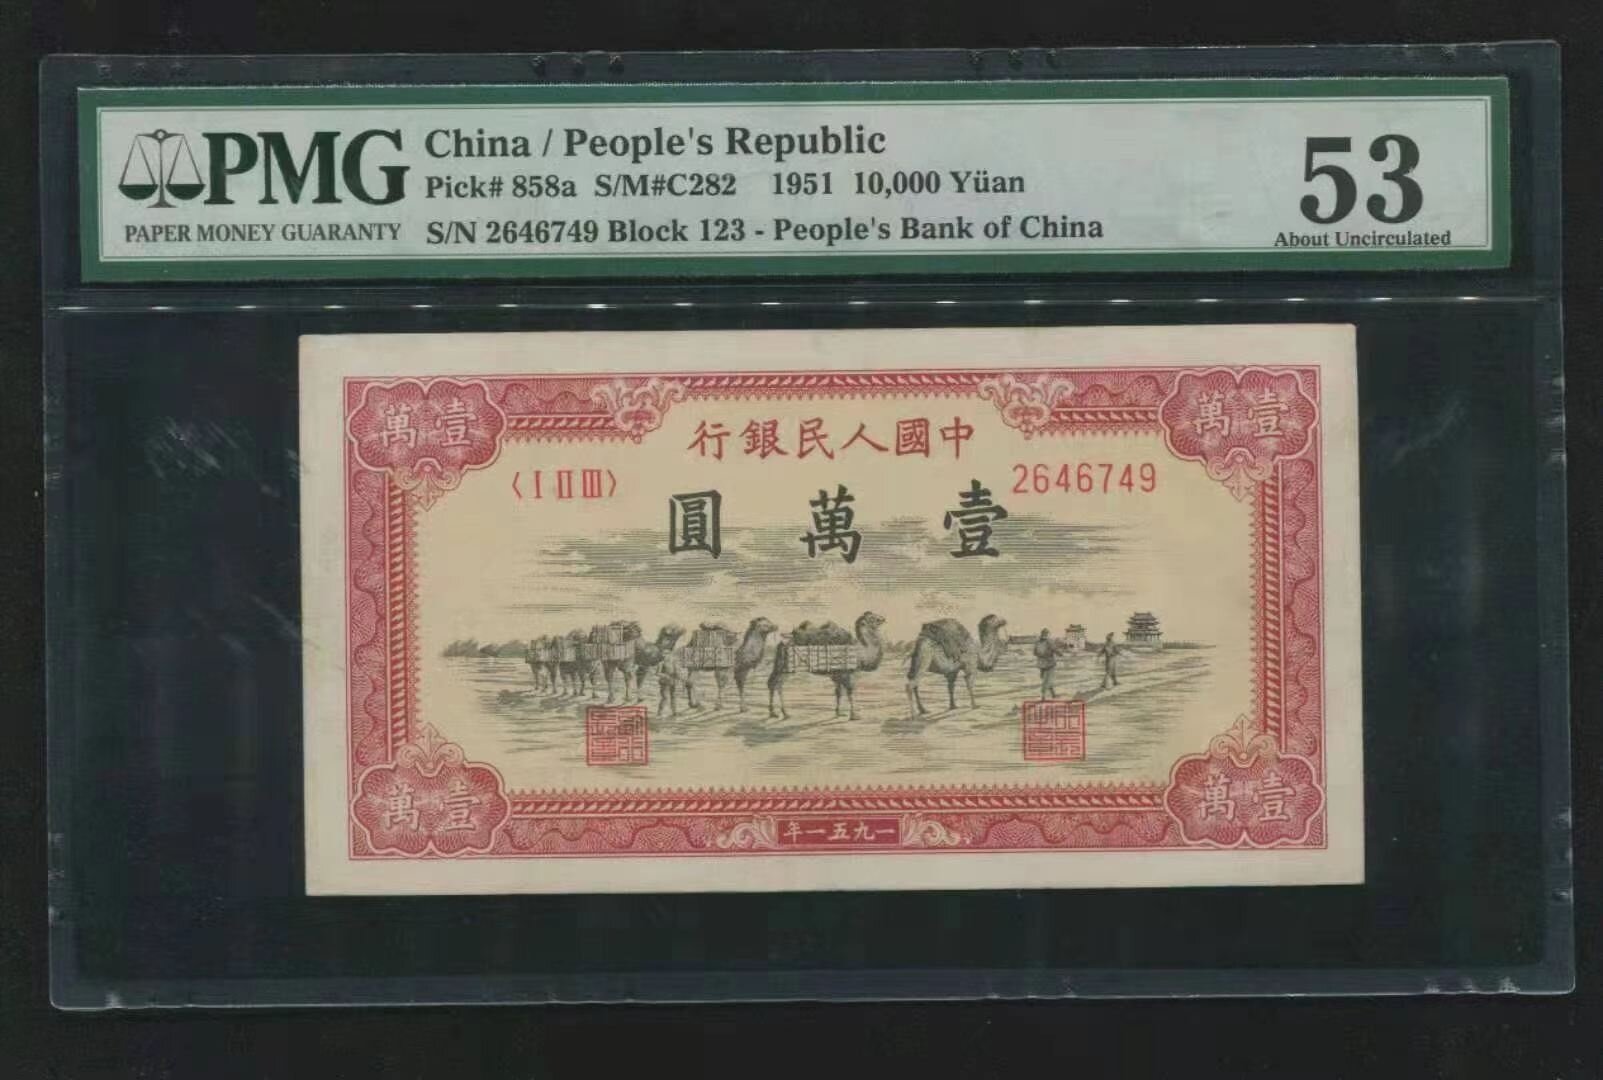 PMG
PAPER MONEY GUARANTY
China / People's Republic
Pick# 858a S/M#C282 1951 10,000 Yüan
S/N 2646749 Block 123 - People's Bank of China
53
About Uncirculated
萬壹
萬壹
行銀民人國中
〈ⅠⅡⅢ〉
2646749
圓萬壹
萬壹
萬壹
年一五九一